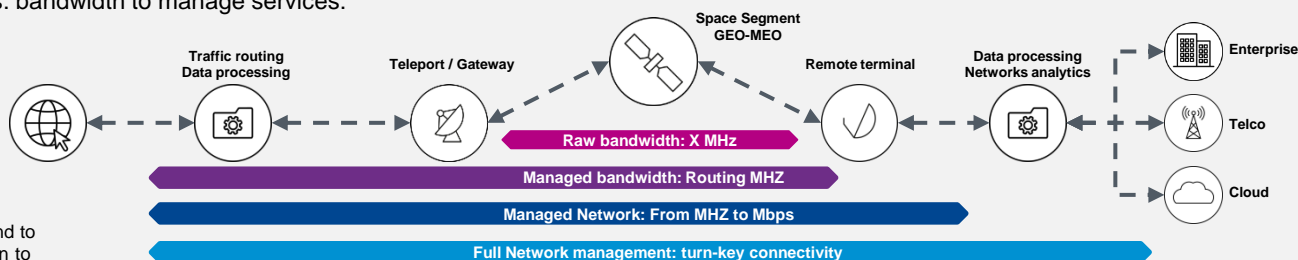 bandwidth to manage services.
Space Segment
GEO-MEO
Traffic routing
Data processing
Teleport / Gateway
Remote terminal
Data processing
Networks analytics
Enterprise
Telco
Cloud
Raw bandwidth: X MHz
Managed bandwidth: Routing MHZ
Managed Network: From MHZ to Mbps
Full Network management: turn-key connectivity
to
to